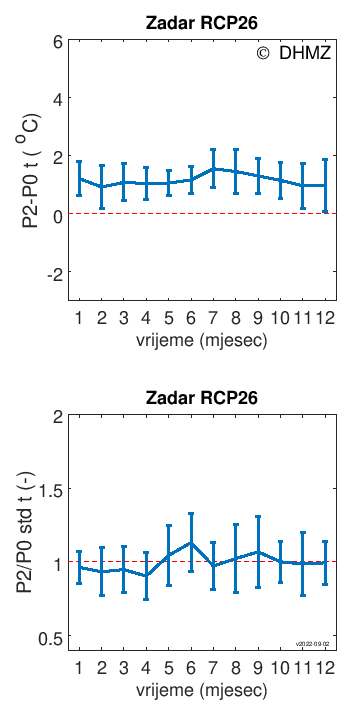 Zadar RCP26
© DHMZ
P2-P0 t ( °C)
6
4
2
0
-2
1 2 3 4 5 6 7 8 9 10 11 12
vrijeme (mjesec)
Zadar RCP26
P2/P0 std t (-)
2
1.5
1
0.5
v2022-09-02
1 2 3 4 5 6 7 8 9 10 11 12
vrijeme (mjesec)